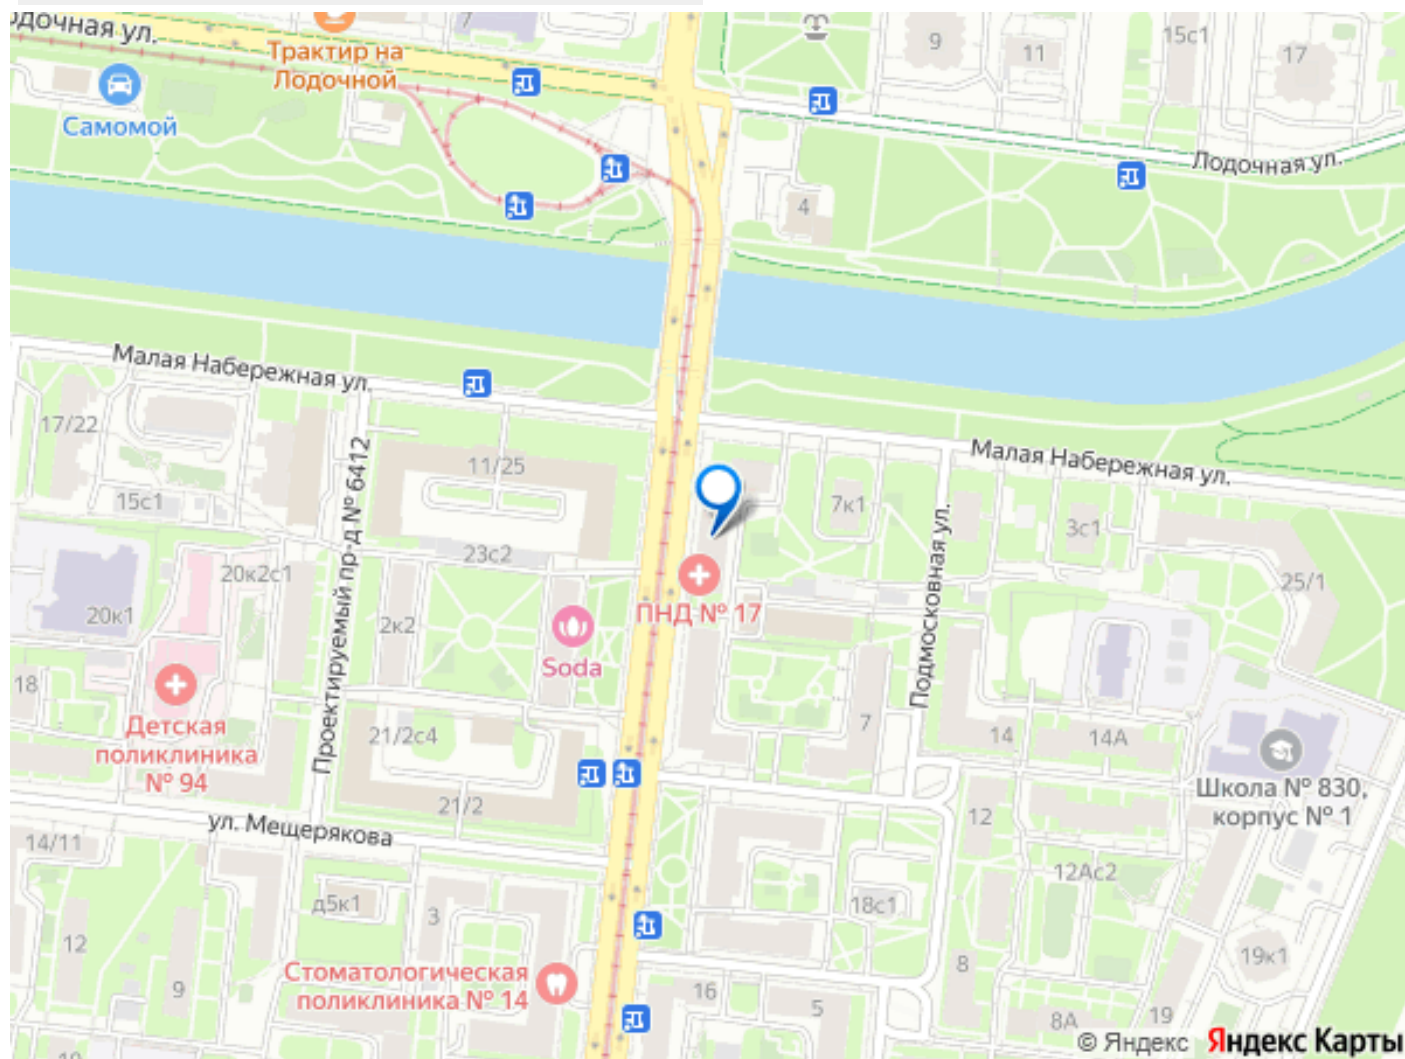 дочная ул.
7
Трактир на
Лодочной
Самомой
9
11
15с1
17
Лодочная ул.
4
Малая Набережная ул.
Малая Набережная ул.
17/22
11/25
15с1
Проектируемый пр-д № 6412
23с2
7к1
3с1
Подмосковная ул.
20к2с1
20к1
2к2
ПНД № 17
25/1
Soda
18
Детская
поликлиника
№ 94
21/2с4
7
14
14А
Школа № 830,
корпус № 1
21/2
ул. Мещерякова
12
14/11
12Ас2
д5к1
3
18с1
12
9
8
19к1
Стоматологическая
поликлиника № 14
16
5
8А
19
© Яндекс Яндекс Карты